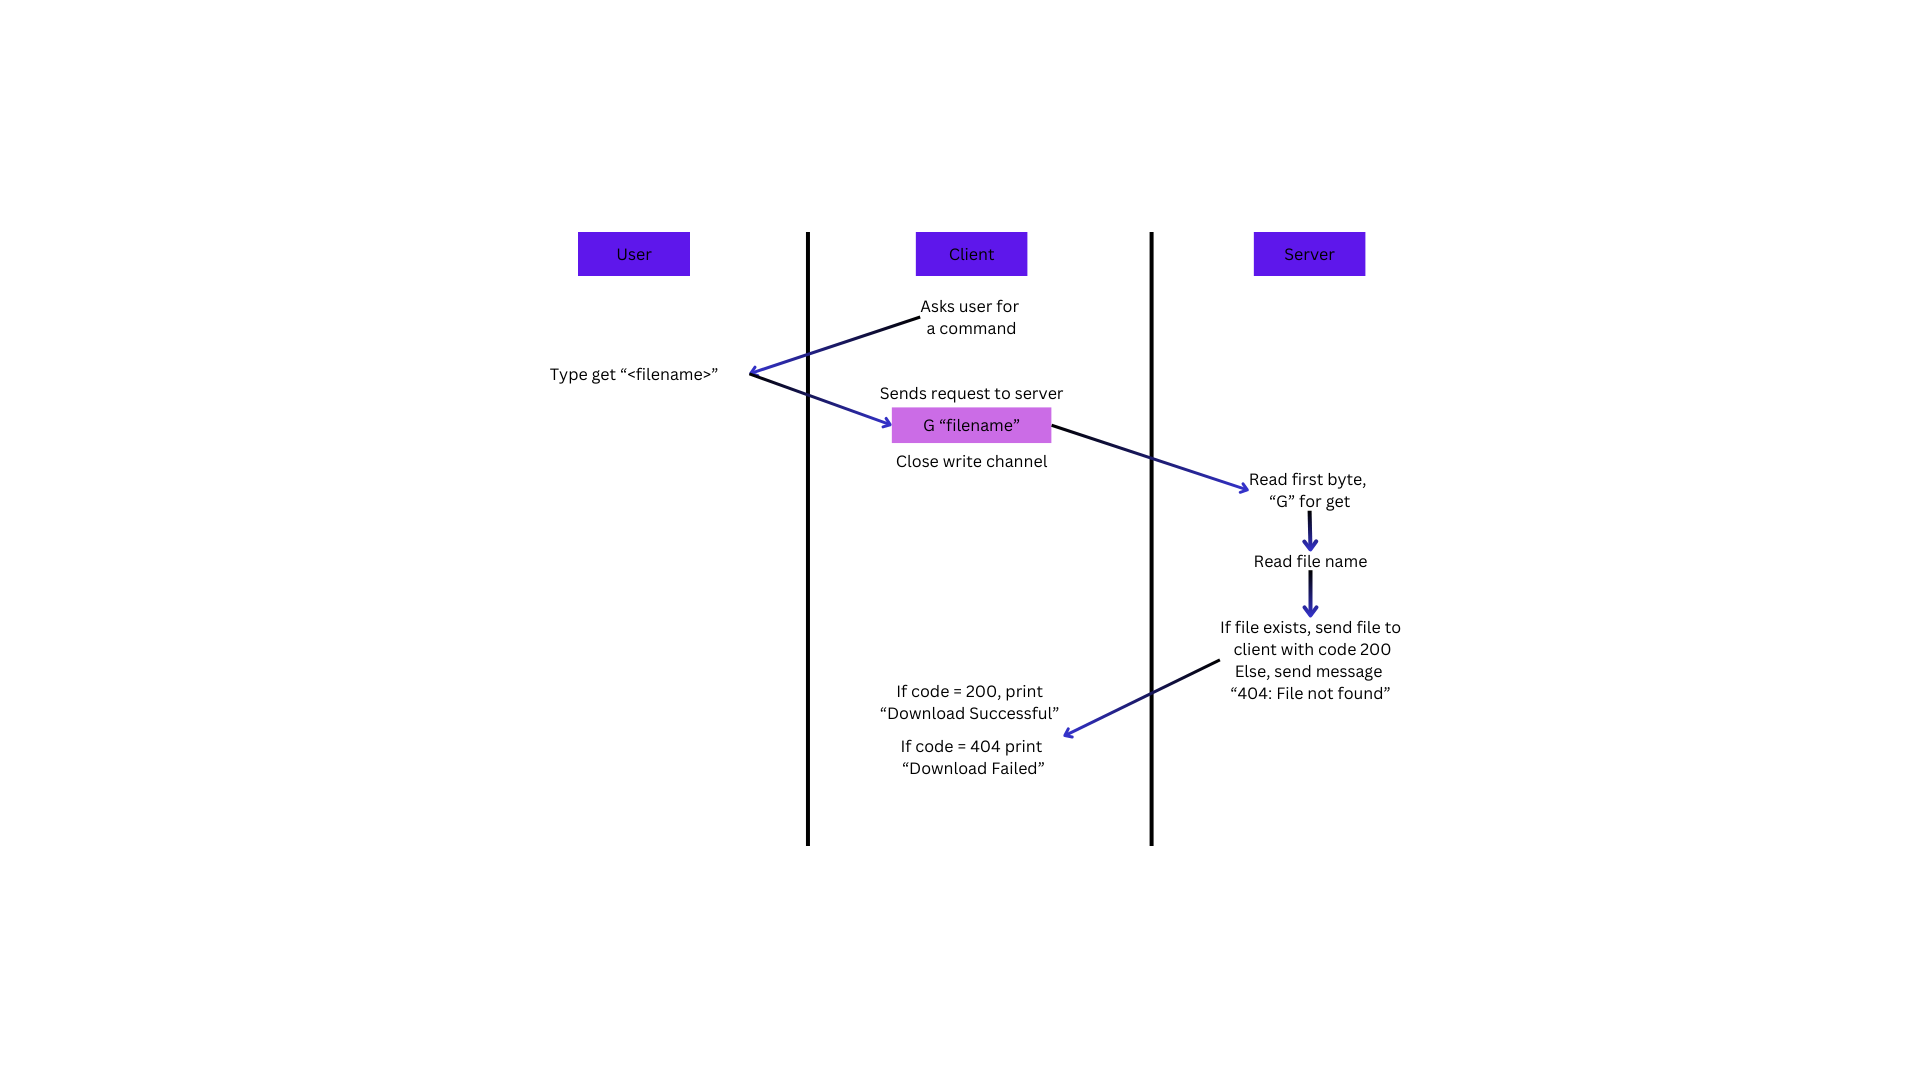 User
Client
Server
Asks user for
a command
Type get “<filename>”
Sends request to server
G “filename”
Close write channel
Read first byte,
“G” for get
Read file name
If file exists, send file to
client with code 200
Else, send message
“404: File not found”
If code = 200, print
“Download Successful”
If code = 404 print
“Download Failed”